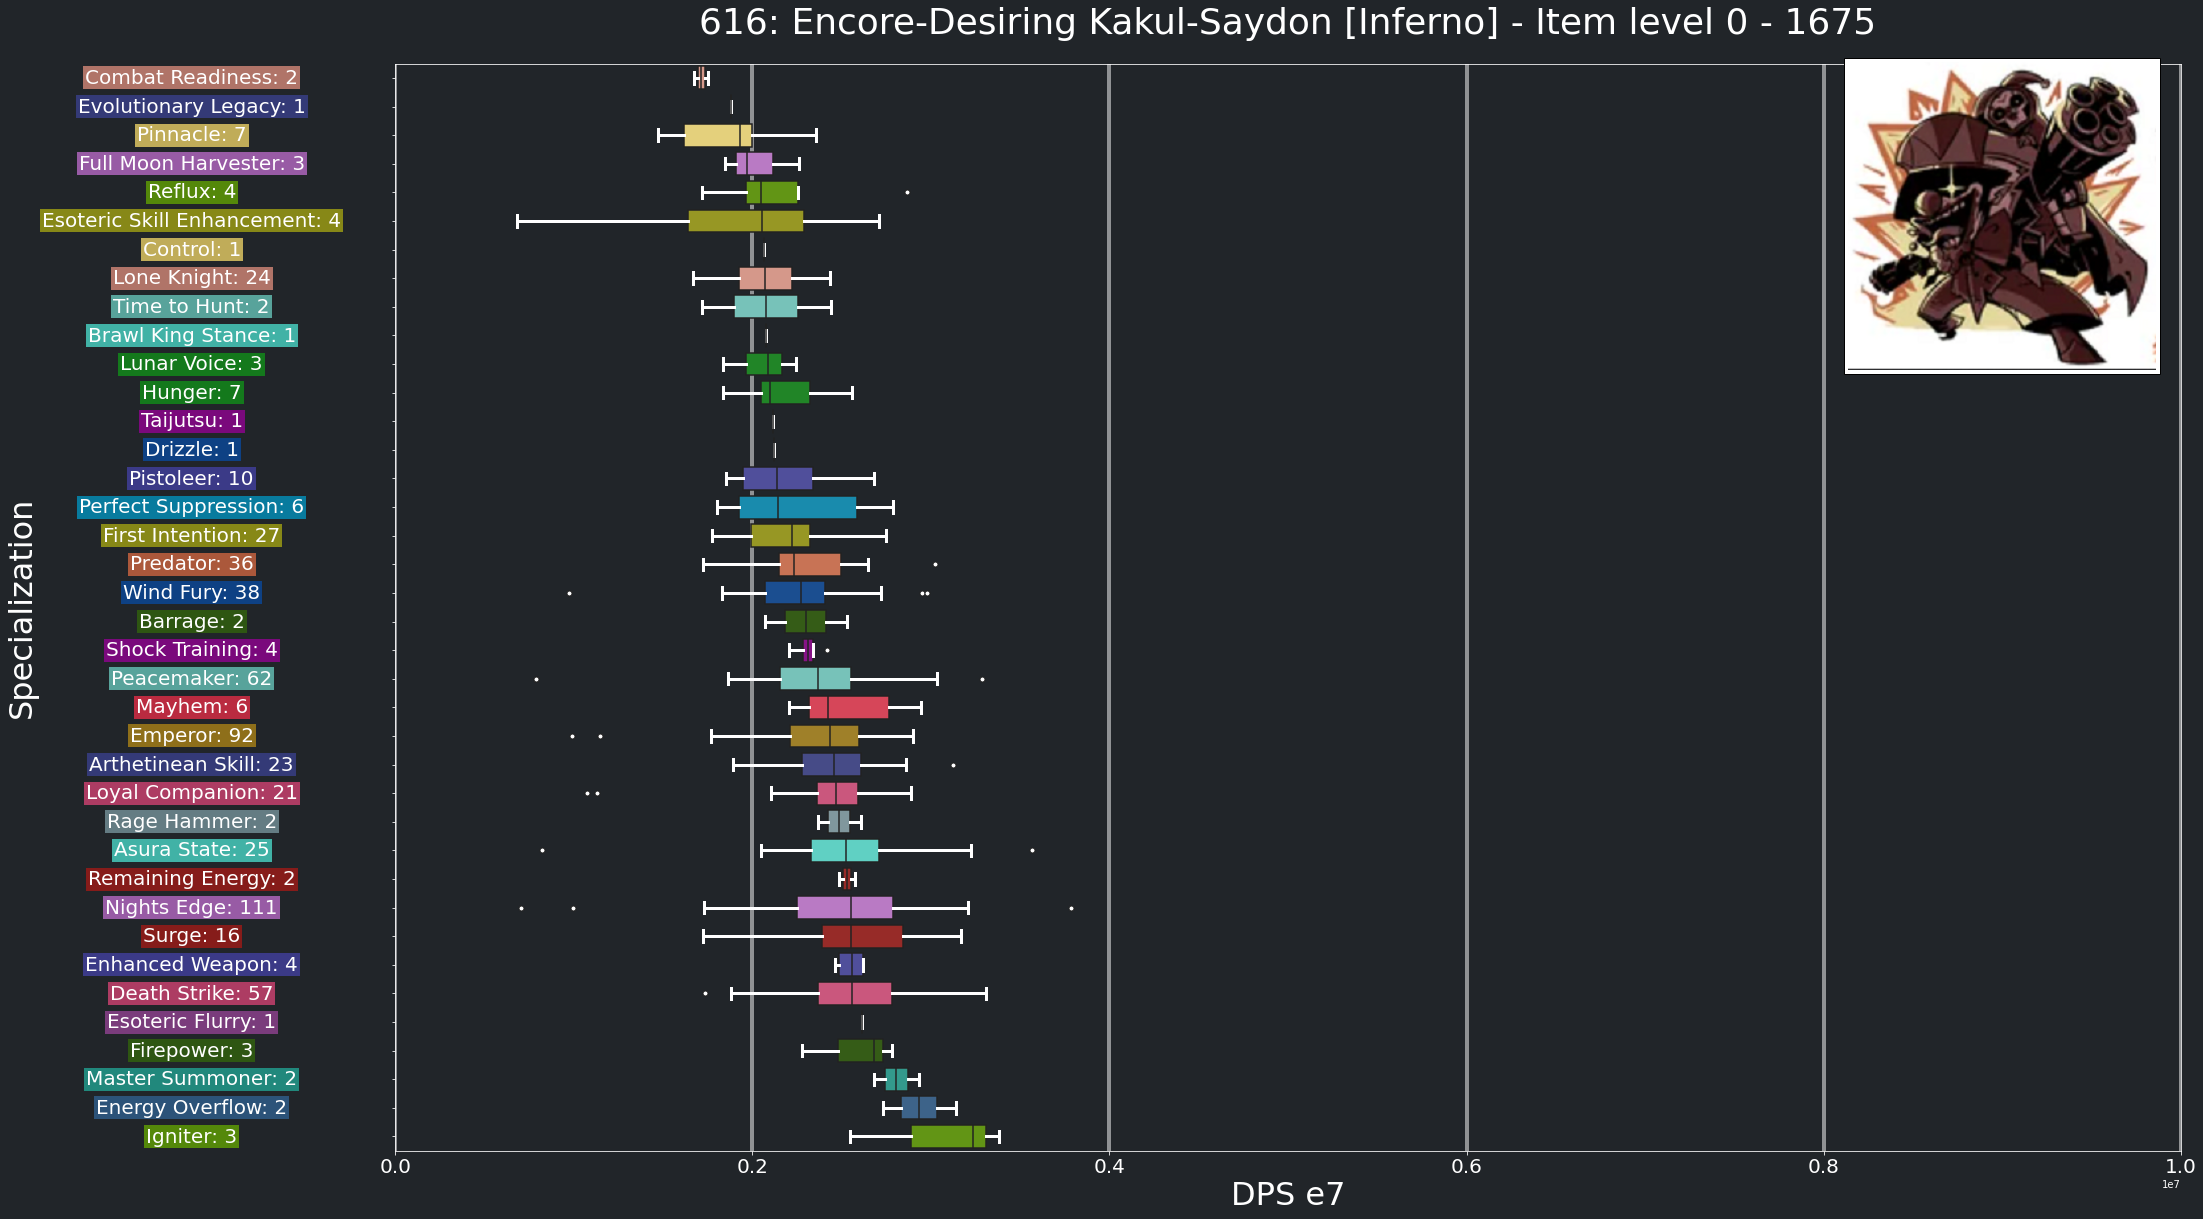 616: Encore-Desiring Kakul-Saydon [Inferno] - Item level 0 - 1675
Specialization
Combat Readiness: 2
Evolutionary Legacy: 1
Pinnacle: 7
Full Moon Harvester: 3
Reflux: 4
Esoteric Skill Enhancement: 4
Control: 1
Lone Knight: 24
Time to Hunt: 2
Brawl King Stance: 1
Lunar Voice: 3
Hunger: 7
Taijutsu: 1
Drizzle: 1
Pistoleer: 10
Perfect Suppression: 6
First Intention: 27
Predator: 36
Wind Fury: 38
Barrage: 2
Shock Training: 4
Peacemaker: 62
Mayhem: 6
Emperor: 92
Arthetinean Skill: 23
Loyal Companion: 21
Rage Hammer: 2
Asura State: 25
Remaining Energy: 2
Nights Edge: 111
Surge: 16
Enhanced Weapon: 4
Death Strike: 57
Esoteric Flurry: 1
Firepower: 3
Master Summoner: 2
Energy Overflow: 2
Igniter: 3
0.0 0.2 0.4 0.6 0.8 1.0
1e7
DPS e7